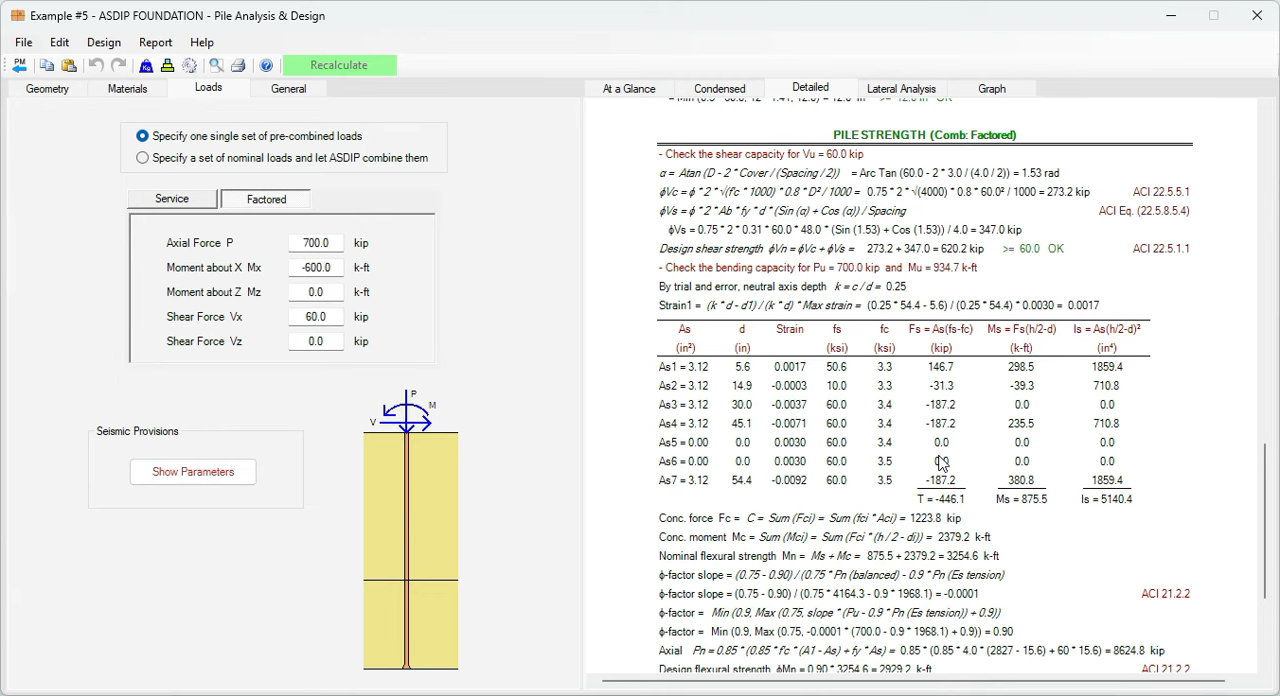 Example #5 - ASDIP FOUNDATION - Pile Analysis & Design
File Edit Design Report Help
PM Kg Recalculate
Geometry Materials Loads General
At a Glance Condensed Detailed Lateral Analysis Graph
Specify one single set of pre-combined loads
Specify a set of nominal loads and let ASDIP combine them
Service Factored
Axial Force P 700.0 kip
Moment about X Mx -600.0 k-ft
Moment about Z Mz 0.0 k-ft
Shear Force Vx 60.0 kip
Shear Force Vz 0.0 kip
Seismic Provisions
Show Parameters
P
M
V
PILE STRENGTH (Comb: Factored)
- Check the shear capacity for Vu = 60.0 kip
α = Atan (D - 2 * Cover / (Spacing / 2)) = Arc Tan (60.0 - 2 * 3.0 / (4.0 / 2)) = 1.53 rad
ϕVc = ϕ * 2 * √(fc * 1000) * 0.8 * D² / 1000 = 0.75 * 2 * √(4000) * 0.8 * 60.0² / 1000 = 273.2 kip ACI 22.5.5.1
ϕVs = ϕ * 2 * Ab * fy * d * (Sin (α) + Cos (α)) / Spacing ACI Eq. (22.5.8.5.4)
ϕVs = 0.75 * 2 * 0.31 * 60.0 * 48.0 * (Sin (1.53) + Cos (1.53)) / 4.0 = 347.0 kip
Design shear strength ϕVn = ϕVc + ϕVs = 273.2 + 347.0 = 620.2 kip >= 60.0 OK ACI 22.5.1.1
- Check the bending capacity for Pu = 700.0 kip and Mu = 934.7 k-ft
By trial and error, neutral axis depth k = c / d = 0.25
Strain1 = (k * d - d1) / (k * d) * Max strain = (0.25 * 54.4 - 5.6) / (0.25 * 54.4) * 0.0030 = 0.0017
As d Strain fs fc Fs = As(fs-fc) Ms = Fs(h/2-d) Is = As(h/2-d)²
(in²) (in) (ksi) (ksi) (kip) (k-ft) (in⁴)
As1 = 3.12 5.6 0.0017 50.6 3.3 146.7 298.5 1859.4
As2 = 3.12 14.9 -0.0003 10.0 3.3 -31.3 -39.3 710.8
As3 = 3.12 30.0 -0.0037 60.0 3.4 -187.2 0.0 0.0
As4 = 3.12 45.1 -0.0071 60.0 3.4 -187.2 235.5 710.8
As5 = 0.00 0.0 0.0030 60.0 3.4 0.0 0.0 0.0
As6 = 0.00 0.0 0.0030 60.0 3.5 0.0 0.0 0.0
As7 = 3.12 54.4 -0.0092 60.0 3.5 -187.2 380.8 1859.4
T = -446.1 Ms = 875.5 Is = 5140.4
Conc. force Fc = C = Sum (Fci) = Sum (fci * Aci) = 1223.8 kip
Conc. moment Mc = Sum (Mci) = Sum (Fci * (h / 2 - di)) = 2379.2 k-ft
Nominal flexural strength Mn = Ms + Mc = 875.5 + 2379.2 = 3254.6 k-ft
ϕ-factor slope = (0.75 - 0.90) / (0.75 * Pn (balanced) - 0.9 * Pn (Es tension)
ϕ-factor slope = (0.75 - 0.90) / (0.75 * 4164.3 - 0.9 * 1968.1) = -0.0001 ACI 21.2.2
ϕ-factor = Min (0.9, Max (0.75, slope * (Pu - 0.9 * Pn (Es tension)) + 0.9))
ϕ-factor = Min (0.9, Max (0.75, -0.0001 * (700.0 - 0.9 * 1968.1) + 0.9)) = 0.90
Axial Pn = 0.85 * (0.85 * fc * (A1 - As) + fy * As) = 0.85 * (0.85 * 4.0 * (2827 - 15.6) + 60 * 15.6) = 8624.8 kip
Design flexural strength ϕMn = 0.90 * 3254.6 = 2929.2 k-ft ACI 21.2.2